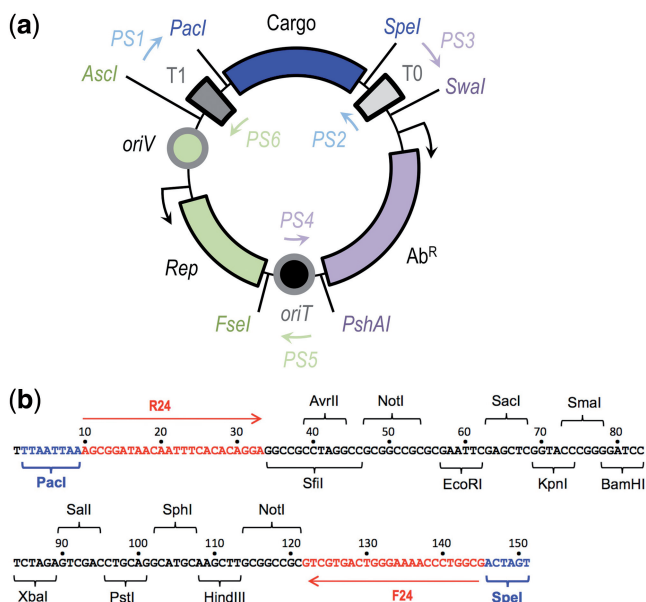 (a)
PS1
PacI
Cargo
SpeI
PS3
AscI
T1
T0
SwaI
oriV
PS6
PS2
PS4
Rep
Ab^R
FseI
oriT
PshAI
PS5
(b)
R24
AvrII NotI SacI SmaI
10 20 30 40 50 60 70 80
TTTAATTAAAGCGGATAACAATTTCACACAGGAGGCCGCCTAGGCCGCGGCCGCGCGAATTCGAGCTCGGTACCCGGGGATCC
PacI SfiI EcoRI KpnI BamHI
SalI SphI NotI
90 100 110 120 130 140 150
TCTAGAGTCGACCTGCAGGCATGCAAGCTTGCGGCCGCGTCGTGACTGGGAAAACCCTGGCGACTAGT
XbaI PstI HindIII F24 SpeI